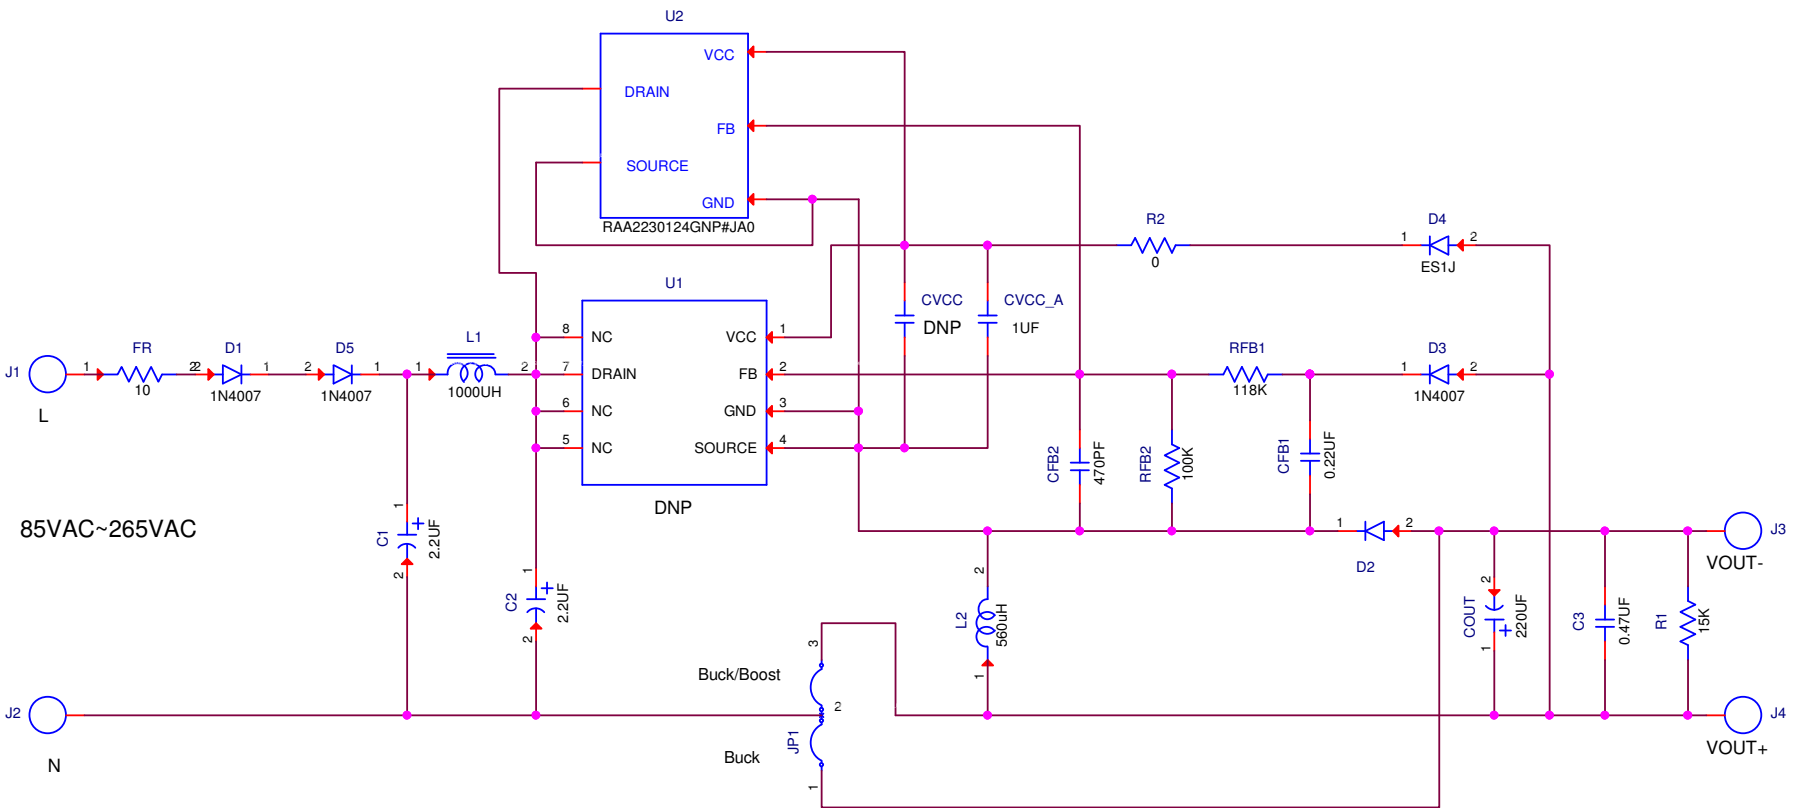 U2
VCC
DRAIN
FB
SOURCE
GND
RAA2230124GNP#JA0
R2
0
1
D4
2
ES1J
U1
8
NC
VCC
1
7
DRAIN
FB
2
6
NC
GND
3
5
NC
SOURCE
4
DNP
CVCC
DNP
CVCC_A
1UF
J1
L
1
FR
10
2
2
D1
1
1N4007
2
D5
1
1N4007
1
L1
2
1000UH
RFB1
118K
1
D3
2
1N4007
CFB2
470PF
RFB2
100K
CFB1
0.22UF
85VAC~265VAC
1
C1
2.2UF
2
1
C2
2.2UF
2
1
D2
2
2
L2
560uH
1
J3
VOUT-
2
COUT
220UF
1
C3
0.47UF
R1
15K
Buck/Boost
3
2
JP1
Buck
1
J2
N
J4
VOUT+